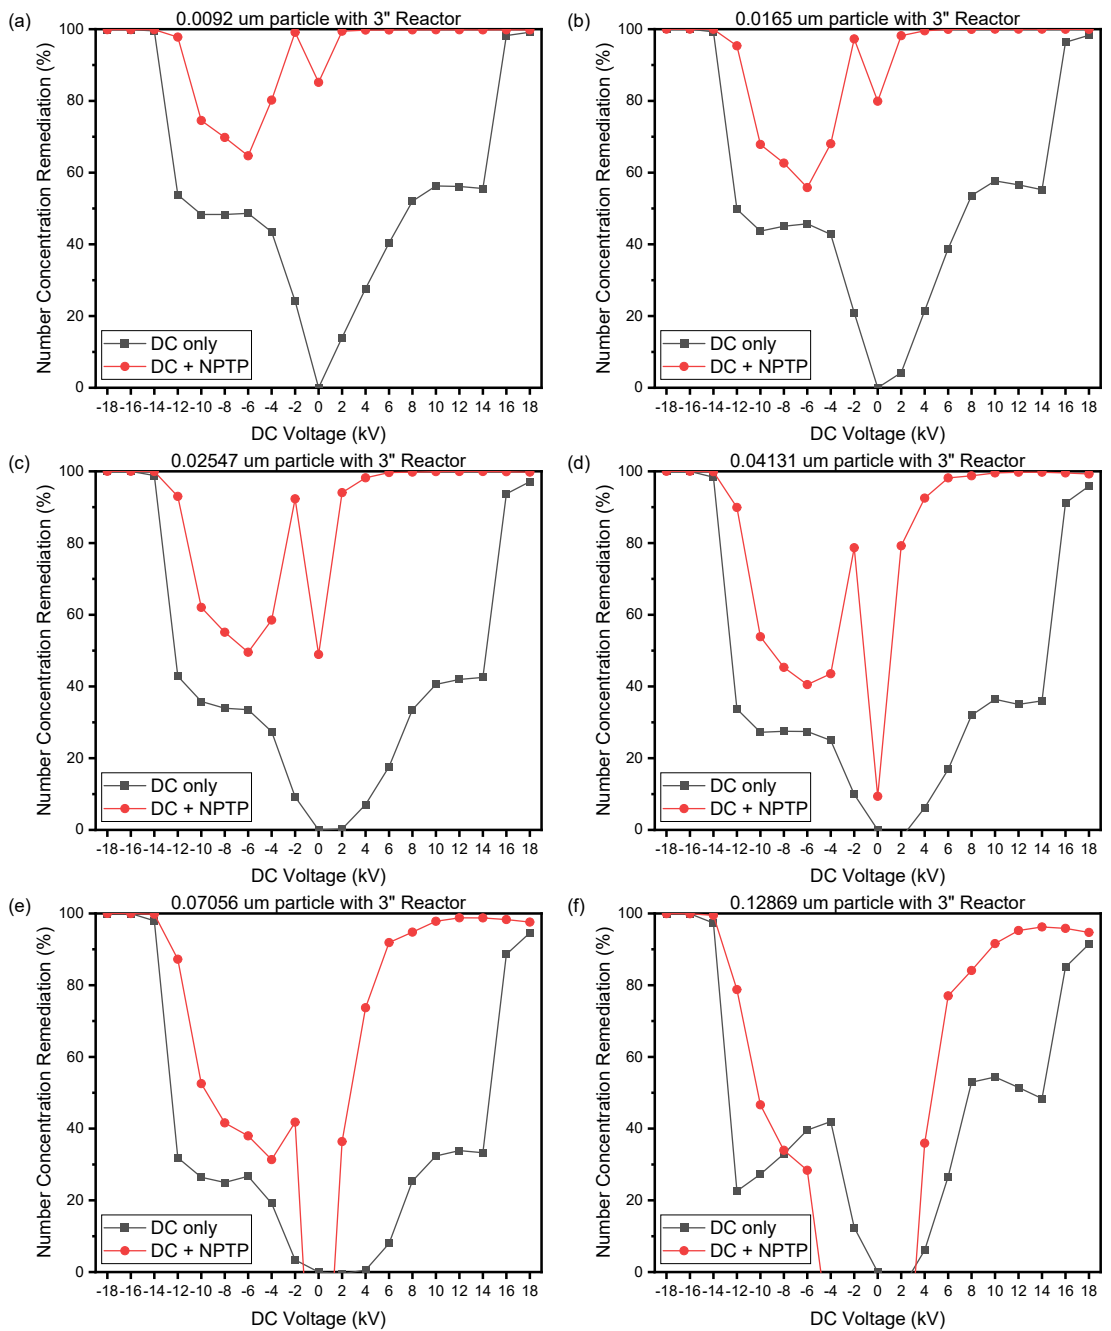 (a) 0.0092 um particle with 3" Reactor
Number Concentration Remediation (%)
100
80
60
40
20
0
DC only
DC + NPTP
-18 -16 -14 -12 -10 -8 -6 -4 -2 0 2 4 6 8 10 12 14 16 18
DC Voltage (kV)
(b) 0.0165 um particle with 3" Reactor
Number Concentration Remediation (%)
100
80
60
40
20
0
DC only
DC + NPTP
-18 -16 -14 -12 -10 -8 -6 -4 -2 0 2 4 6 8 10 12 14 16 18
DC Voltage (kV)
(c) 0.02547 um particle with 3" Reactor
Number Concentration Remediation (%)
100
80
60
40
20
0
DC only
DC + NPTP
-18 -16 -14 -12 -10 -8 -6 -4 -2 0 2 4 6 8 10 12 14 16 18
DC Voltage (kV)
(d) 0.04131 um particle with 3" Reactor
Number Concentration Remediation (%)
100
80
60
40
20
0
DC only
DC + NPTP
-18 -16 -14 -12 -10 -8 -6 -4 -2 0 2 4 6 8 10 12 14 16 18
DC Voltage (kV)
(e) 0.07056 um particle with 3" Reactor
Number Concentration Remediation (%)
100
80
60
40
20
0
DC only
DC + NPTP
-18 -16 -14 -12 -10 -8 -6 -4 -2 0 2 4 6 8 10 12 14 16 18
DC Voltage (kV)
(f) 0.12869 um particle with 3" Reactor
Number Concentration Remediation (%)
100
80
60
40
20
0
DC only
DC + NPTP
-18 -16 -14 -12 -10 -8 -6 -4 -2 0 2 4 6 8 10 12 14 16 18
DC Voltage (kV)